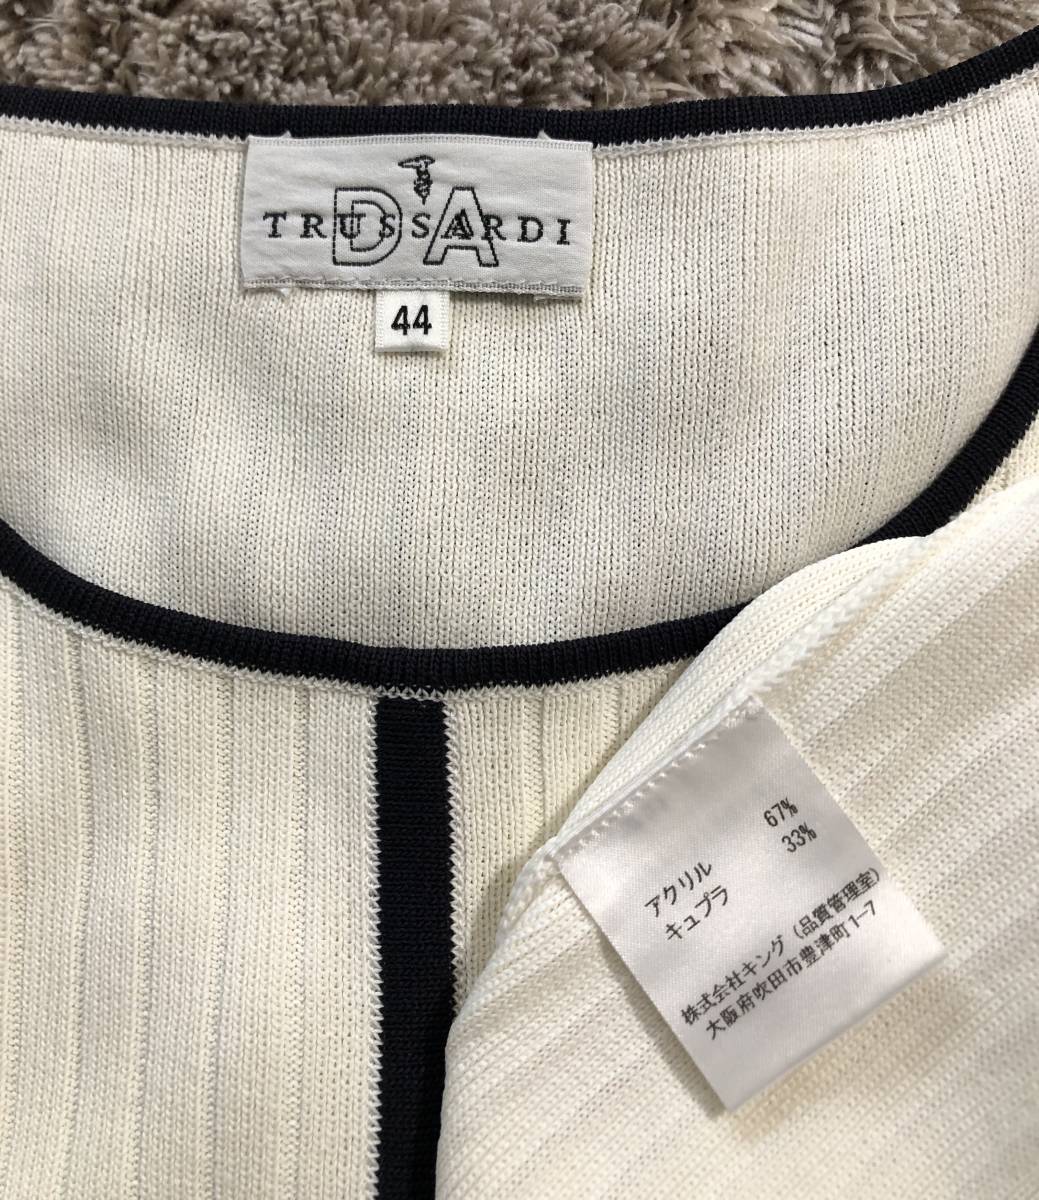 TRUSSARDI
DA
44
アクリル 67%
キュプラ 33%
株式会社キング(品質管理室)
大阪府吹田市豊津町1-7